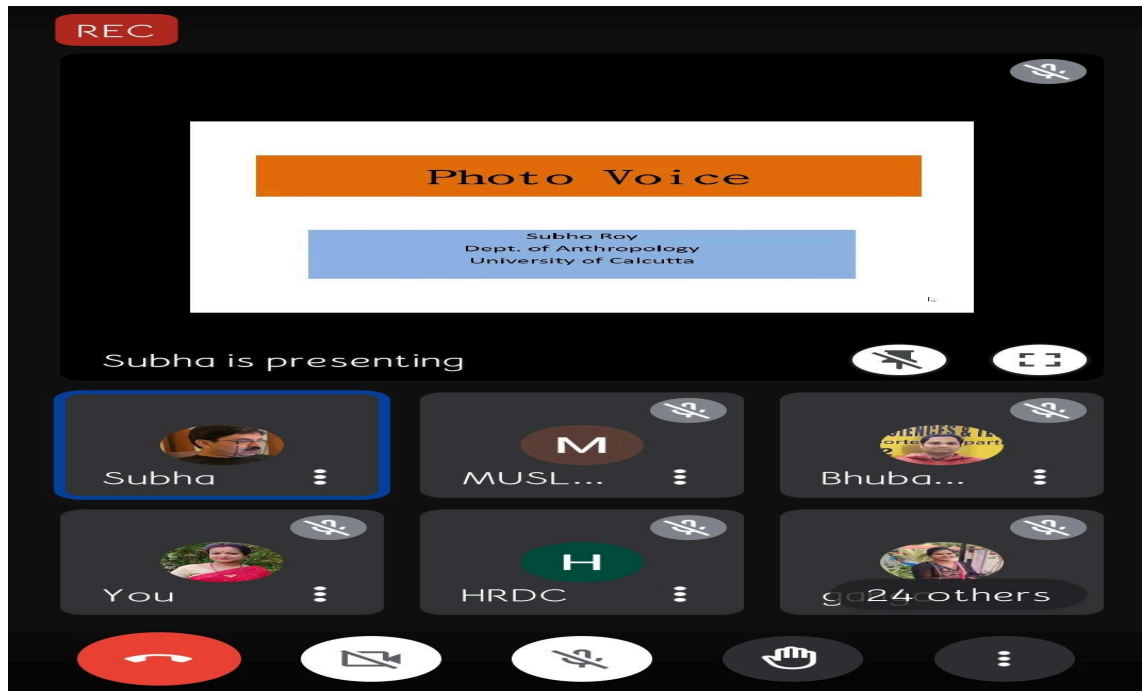 REC
Photo Voice
Subho Roy
Dept. of Anthropology
University of Calcutta
Subha is presenting
Subha
MUSL...
Bhuba...
You
HRDC
24 others